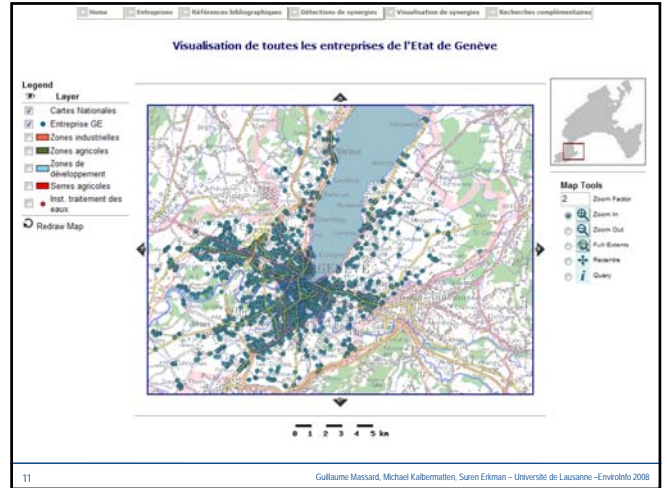 Home Entreprises Références bibliographiques Détections de synergies Visualisation de synergies Recherches complémentaires
Visualisation de toutes les entreprises de l'Etat de Genève
Legend
Layer
Cartes Nationales
Entreprise GE
Zones industrielles
Zones agricoles
Zones de
développement
Serres agricoles
Inst. traitement des
eaux
Redraw Map
GENEVE
Map Tools
2 Zoom Factor
Zoom In
Zoom Out
Full Extents
Recentre
Query
0 1 2 3 4 5 km
11
Guillaume Massard, Michael Kalbermatten, Suren Erkman – Université de Lausanne –EnviroInfo 2008